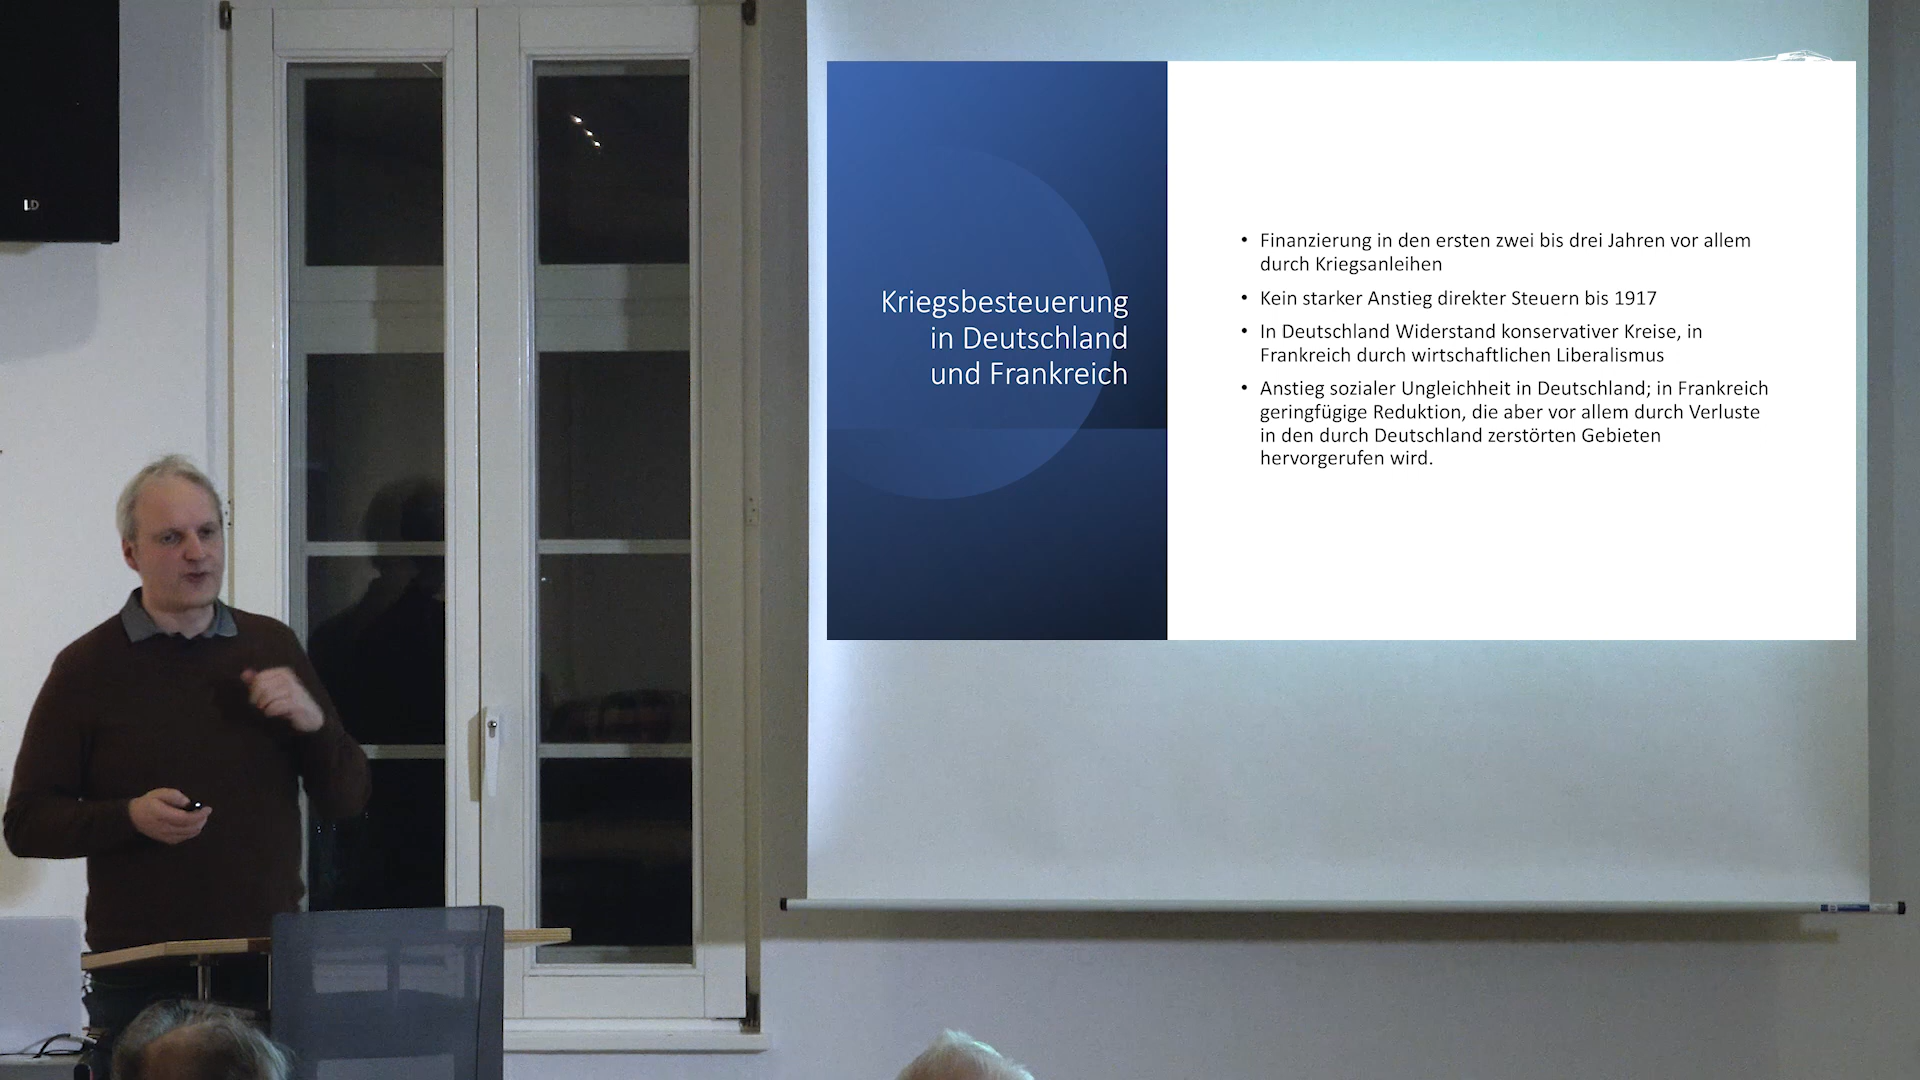 LD
Kriegsbesteuerung
in Deutschland
und Frankreich
• Finanzierung in den ersten zwei bis drei Jahren vor allem
durch Kriegsanleihen
• Kein starker Anstieg direkter Steuern bis 1917
• In Deutschland Widerstand konservativer Kreise, in
Frankreich durch wirtschaftlichen Liberalismus
• Anstieg sozialer Ungleichheit in Deutschland; in Frankreich
geringfügige Reduktion, die aber vor allem durch Verluste
in den durch Deutschland zerstörten Gebieten
hervorgerufen wird.